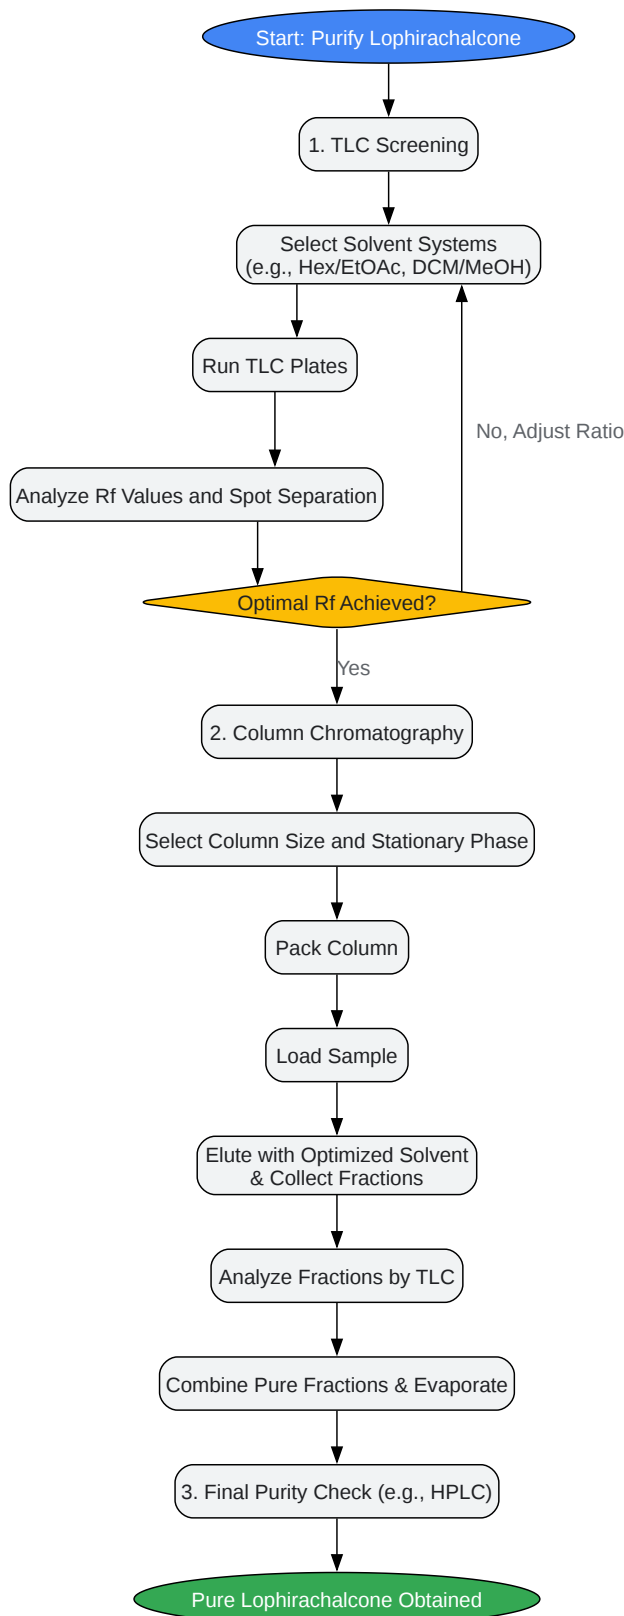 Start: Purify Lophirachalcone
1. TLC Screening
Select Solvent Systems
(e.g., Hex/EtOAc, DCM/MeOH)
Run TLC Plates
No, Adjust Ratio
Analyze Rf Values and Spot Separation
Optimal Rf Achieved?
Yes
2. Column Chromatography
Select Column Size and Stationary Phase
Pack Column
Load Sample
Elute with Optimized Solvent
& Collect Fractions
Analyze Fractions by TLC
Combine Pure Fractions & Evaporate
3. Final Purity Check (e.g., HPLC)
Pure Lophirachalcone Obtained